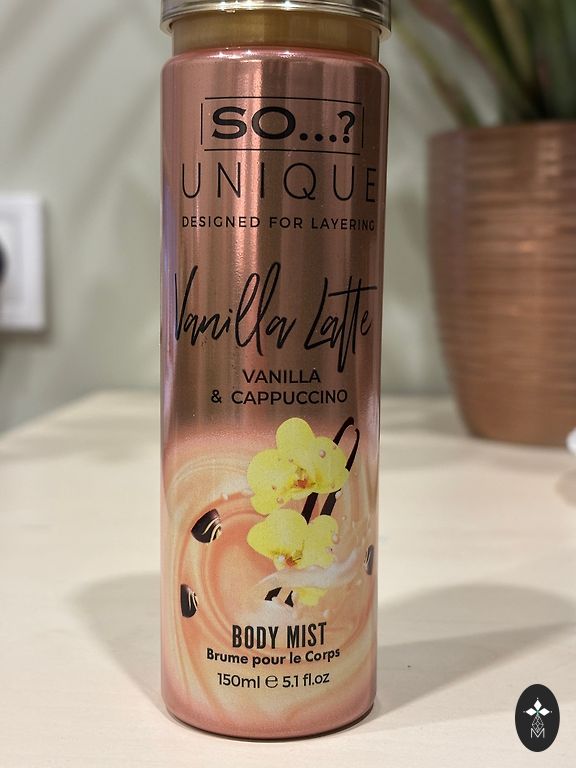 SO...?
UNIQUE
DESIGNED FOR LAYERING
Vanilla Latte
VANILLA
& CAPPUCCINO
BODY MIST
Brume pour le Corps
150ml ℮ 5.1 fl.oz
M